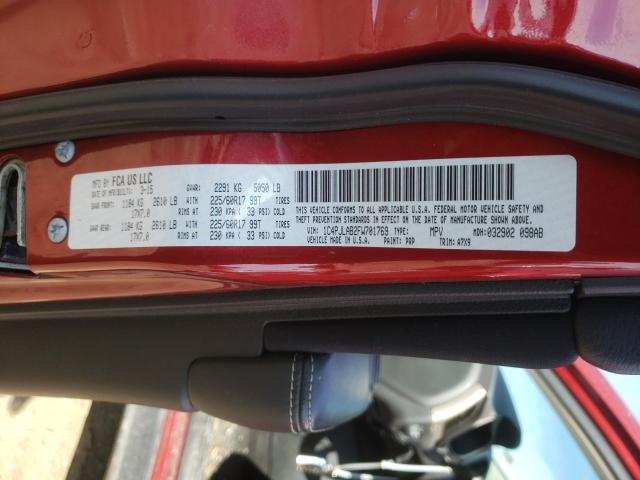 MFD BY FCA US LLC
DATE OF MFR/BUILT: 3-15 GVWR: 2291 KG 5050 LB
GAWR FRONT: 1184 KG 2610 LB WITH 225/60R17 99T TIRES
17X7.0 RIMS AT 230 KPA ( 33 PSI) COLD
GAWR REAR: 1184 KG 2610 LB WITH 225/60R17 99T TIRES
17X7.0 RIMS AT 230 KPA ( 33 PSI) COLD
THIS VEHICLE CONFORMS TO ALL APPLICABLE U.S.A. FEDERAL MOTOR VEHICLE SAFETY AND
THEFT PREVENTION STANDARDS IN EFFECT ON THE DATE OF MANUFACTURE SHOWN ABOVE.
VIN: 1C4PJLAB2FW701769 TYPE: MPV MDH:032902 098AB
VEHICLE MADE IN U.S.A. PAINT: PRP TRIM: A7X9